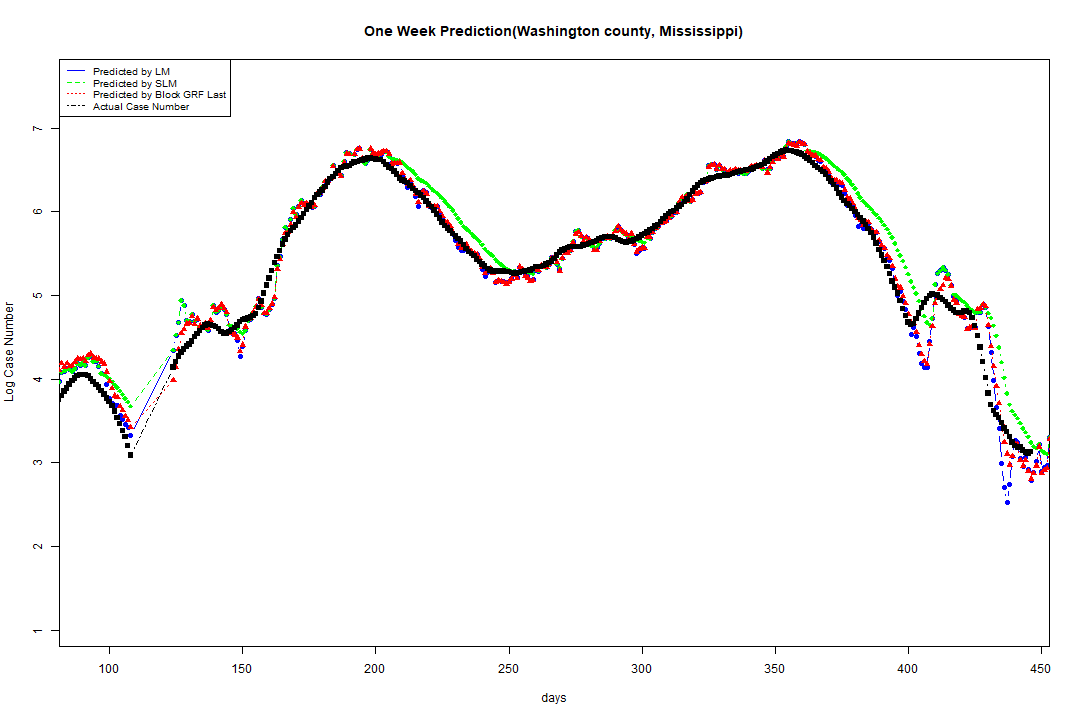 One Week Prediction(Washington county, Mississippi)
Predicted by LM
Predicted by SLM
Predicted by Block GRF Last
Actual Case Number
Log Case Number
7
6
5
4
3
2
1
100 150 200 250 300 350 400 450
days